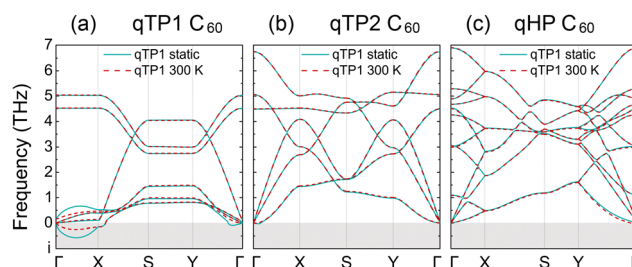 (a) qTP1 C60 (b) qTP2 C60 (c) qHP C60
Frequency (THz)
7
6
5
4
3
2
1
0
i
qTP1 static
qTP1 300 K
qTP1 static
qTP1 300 K
qTP1 static
qTP1 300 K
Γ X S Y Γ Γ X S Y Γ Γ X S Y Γ